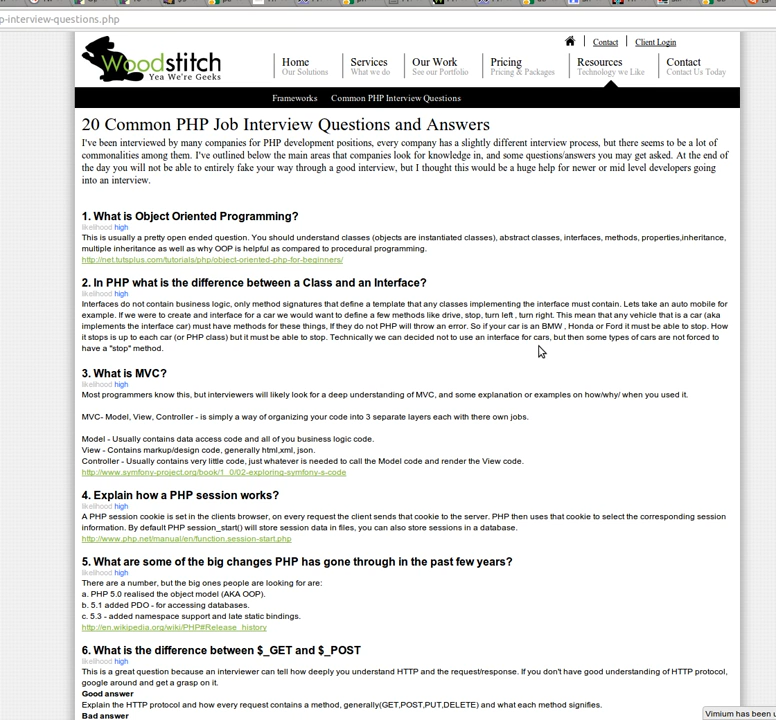 p-interview-questions.php
Contact
Client Login
Woodstitch
Yea We're Geeks
Home
Our Solutions
Services
What we do
Our Work
See our Portfolio
Pricing
Pricing & Packages
Resources
Technology we Like
Contact
Contact Us Today
Frameworks
Common PHP Interview Questions
20 Common PHP Job Interview Questions and Answers
I've been interviewed by many companies for PHP development positions, every company has a slightly different interview process, but there seems to be a lot of
commonalities among them. I've outlined below the main areas that companies look for knowledge in, and some questions/answers you may get asked. At the end of
the day you will not be able to entirely fake your way through a good interview, but I thought this would be a huge help for newer or mid level developers going
into an interview.
1. What is Object Oriented Programming?
likelihood high
This is usually a pretty open ended question. You should understand classes (objects are instantiated classes), abstract classes, interfaces, methods, properties,inheritance,
multiple inheritance as well as why OOP is helpful as compared to procedural programming.
http://net.tutsplus.com/tutorials/php/object-oriented-php-for-beginners/
2. In PHP what is the difference between a Class and an Interface?
likelihood high
Interfaces do not contain business logic, only method signatures that define a template that any classes implementing the interface must contain. Lets take an auto mobile for
example. If we were to create and interface for a car we would want to define a few methods like drive, stop, turn left , turn right. This mean that any vehicle that is a car (aka
implements the interface car) must have methods for these things, If they do not PHP will throw an error. So if your car is an BMW , Honda or Ford it must be able to stop. How
it stops is up to each car (or PHP class) but it must be able to stop. Technically we can decided not to use an interface for cars, but then some types of cars are not forced to
have a "stop" method.
3. What is MVC?
likelihood high
Most programmers know this, but interviewers will likely look for a deep understanding of MVC, and some explanation or examples on how/why/ when you used it.
MVC- Model, View, Controller - is simply a way of organizing your code into 3 separate layers each with there own jobs.
Model - Usually contains data access code and all of you business logic code.
View - Contains markup/design code, generally html,xml, json.
Controller - Usually contains very little code, just whatever is needed to call the Model code and render the View code.
http://www.symfony-project.org/book/1_0/02-exploring-symfony-s-code
4. Explain how a PHP session works?
likelihood high
A PHP session cookie is set in the clients browser, on every request the client sends that cookie to the server. PHP then uses that cookie to select the corresponding session
information. By default PHP session_start() will store session data in files, you can also store sessions in a database.
http://www.php.net/manual/en/function.session-start.php
5. What are some of the big changes PHP has gone through in the past few years?
likelihood high
There are a number, but the big ones people are looking for are:
a. PHP 5.0 realised the object model (AKA OOP).
b. 5.1 added PDO - for accessing databases.
c. 5.3 - added namespace support and late static bindings.
http://en.wikipedia.org/wiki/PHP#Release_history
6. What is the difference between $_GET and $_POST
likelihood high
This is a great question because an interviewer can tell how deeply you understand HTTP and the request/response. If you don't have good understanding of HTTP protocol,
google around and get a grasp on it.
Good answer
Explain the HTTP protocol and how every request contains a method, generally(GET,POST,PUT,DELETE) and what each method signifies.
Bad answer
Vimium has been u